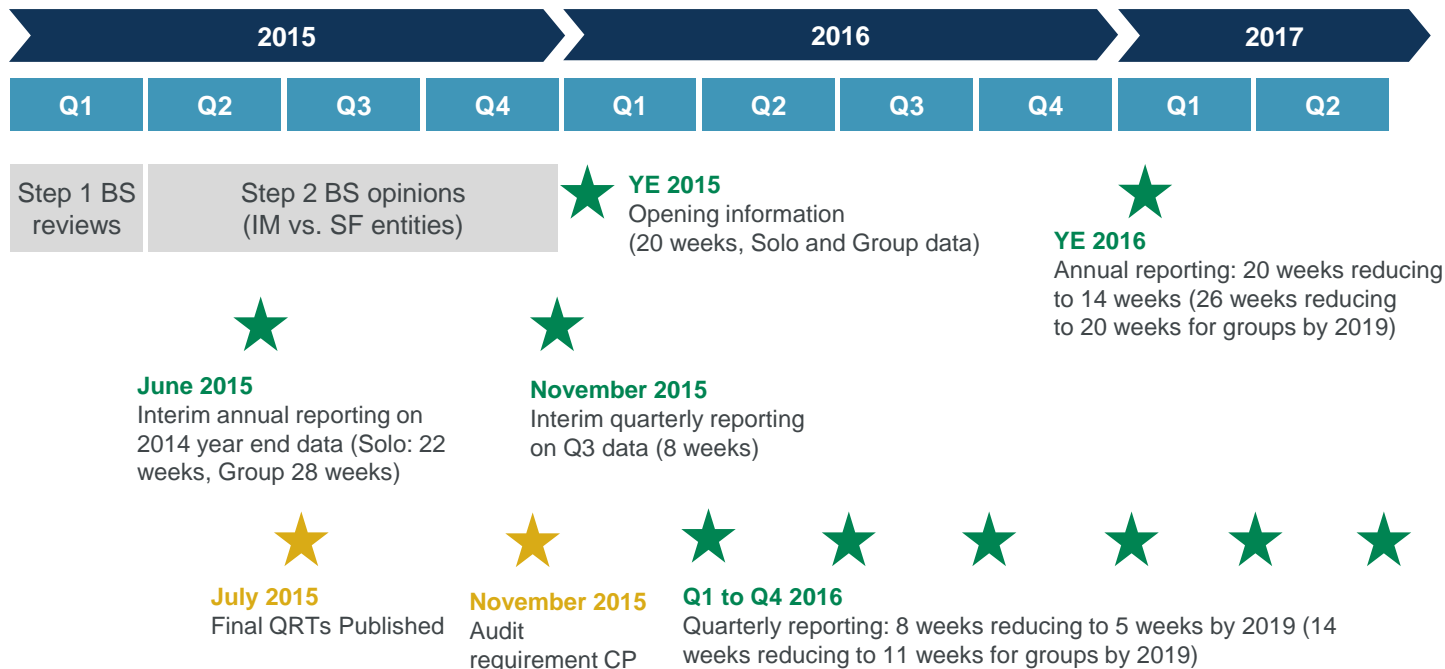 2015
2016
2017
Q1
Q2
Q3
Q4
Q1
Q2
Q3
Q4
Q1
Q2
Step 1 BS
reviews
Step 2 BS opinions
(IM vs. SF entities)
YE 2015
Opening information
(20 weeks, Solo and Group data)
YE 2016
Annual reporting: 20 weeks reducing
to 14 weeks (26 weeks reducing
to 20 weeks for groups by 2019)
June 2015
Interim annual reporting on
2014 year end data (Solo: 22
weeks, Group 28 weeks)
November 2015
Interim quarterly reporting
on Q3 data (8 weeks)
July 2015
Final QRTs Published
November 2015
Audit
requirement CP
Q1 to Q4 2016
Quarterly reporting: 8 weeks reducing to 5 weeks by 2019 (14
weeks reducing to 11 weeks for groups by 2019)